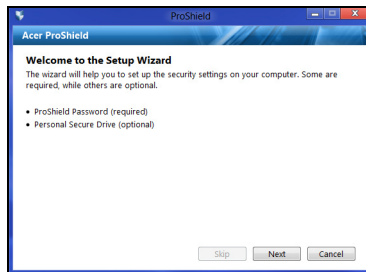 ProShield
Acer ProShield
Welcome to the Setup Wizard
The wizard will help you to set up the security settings on your computer. Some are
required, while others are optional.
• ProShield Password (required)
• Personal Secure Drive (optional)
Skip Next Cancel